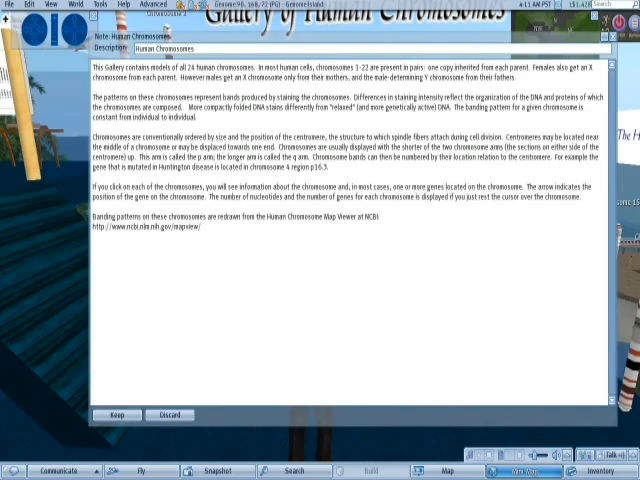 File Edit View World Tools Help Advanced
Genome 90, 168, 72 (PG) - Genome Island
4:11 AM PST
Search
Gallery of Human Chromosomes
Note: Human Chromosomes
Description: Human Chromosomes
This Gallery contains models of all 24 human chromosomes. In most human cells, chromosomes 1-22 are present in pairs: one copy inherited from each parent. Females also get an X
chromosome from each parent. However males get an X chromosome only from their mothers, and the male-determining Y chromosome from their fathers.
The patterns on these chromosomes represent bands produced by staining the chromosomes. Differences in staining intensity reflect the organization of the DNA and proteins of which
the chromosomes are composed. More compactly folded DNA stains differently from "relaxed" (and more genetically active) DNA. The banding pattern for a given chromosome is
constant from individual to individual.
Chromosomes are conventionally ordered by size and the position of the centromere, the structure to which spindle fibers attach during cell division. Centromeres may be located near
the middle of a chromosome or may be displaced towards one end. Chromosomes are usually displayed with the shorter of the two chromosome arms (the sections on either side of the
centromere) up. This arm is called the p arm; the longer arm is called the q arm. Chromosome bands can then be numbered by their location relation to the centromere. For example the
gene that is mutated in Huntington disease is located in chromosome 4 region p16.3.
If you click on each of the chromosomes, you will see information about the chromosome and, in most cases, one or more genes located on the chromosome. The arrow indicates the
position of the gene on the chromosome. The number of nucleotides and the number of genes for each chromosome is displayed if you just rest the cursor over the chromosome.
Banding patterns on these chromosomes are redrawn from the Human Chromosome Map Viewer at NCBI:
http://www.ncbi.nlm.nih.gov/mapview/
Keep Discard
Talk
Communicate Fly Snapshot Search Build Map Mini-Map Inventory